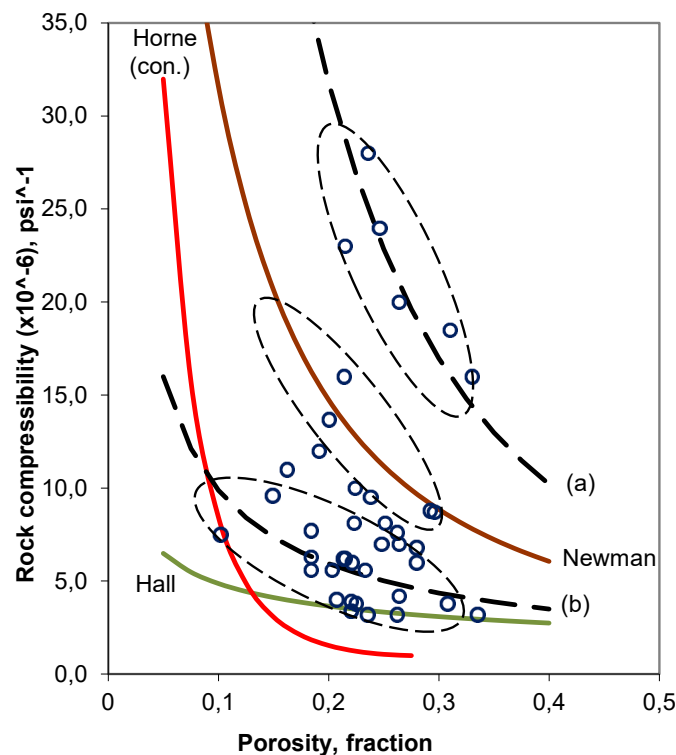 35,0
30,0
25,0
20,0
15,0
10,0
5,0
0,0
Rock compressibility (x10^-6), psi^-1
Horne
(con.)
(a)
Newman
Hall
(b)
0
0,1
0,2
0,3
0,4
0,5
Porosity, fraction